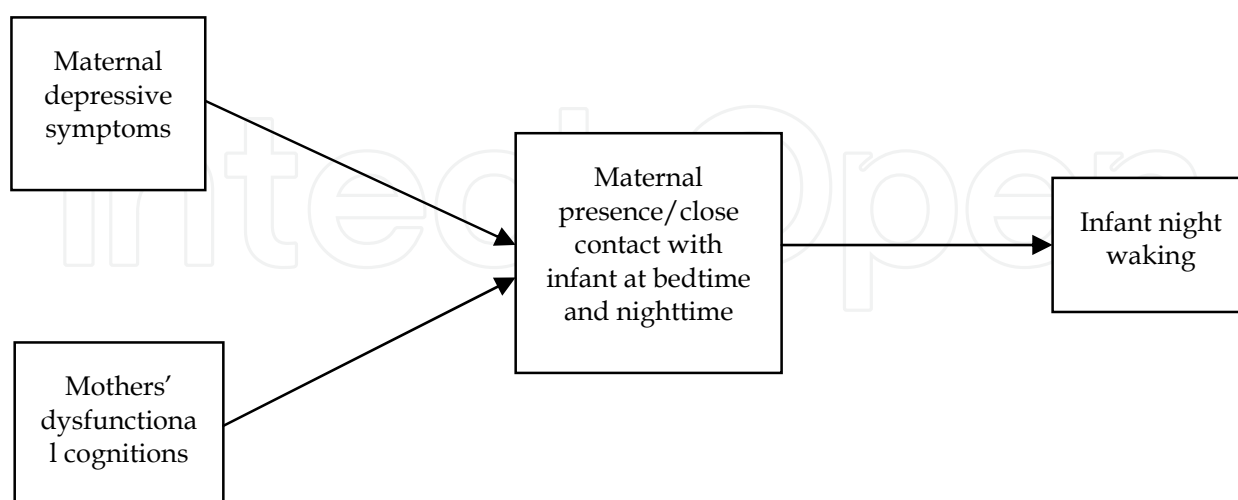 Maternal
depressive
symptoms
Maternal
presence/close
contact with
infant at bedtime
and nighttime
Infant night
waking
Mothers'
dysfunctiona
l cognitions
IntechOpen